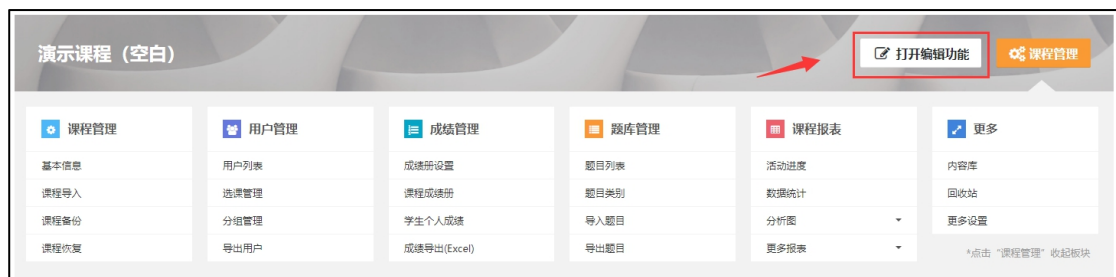 演示课程（空白）
打开编辑功能
课程管理
课程管理
用户管理
成绩管理
题库管理
课程报表
更多
基本信息
用户列表
成绩册设置
题目列表
活动进度
内容库
课程导入
选课管理
课程成绩册
题目类别
数据统计
回收站
课程备份
分组管理
学生个人成绩
导入题目
分析图
更多设置
课程恢复
导出用户
成绩导出(Excel)
导出题目
更多报表
*点击“课程管理”收起板块